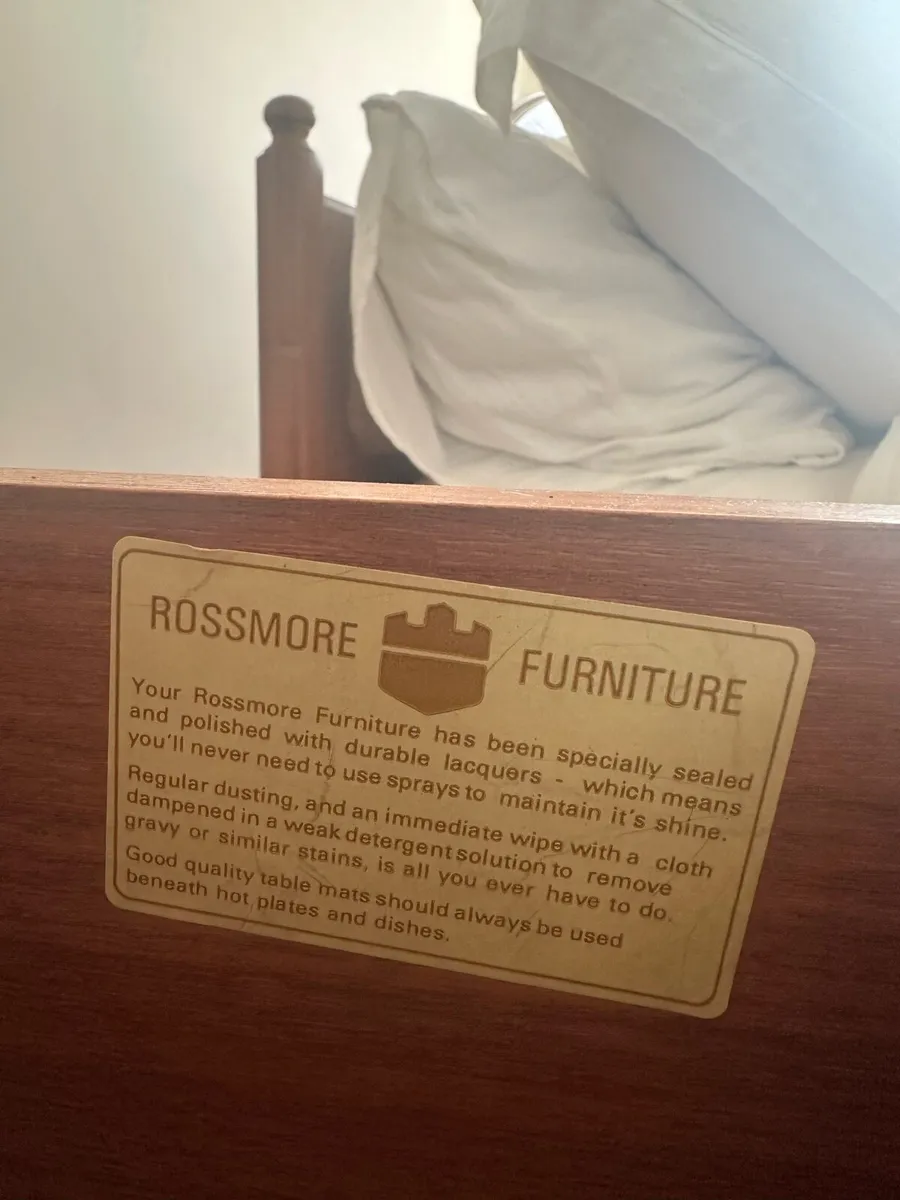 ROSSMORE FURNITURE
Your Rossmore Furniture has been specially sealed
and polished with durable lacquers - which means
you'll never need to use sprays to maintain it's shine.
Regular dusting, and an immediate wipe with a cloth
dampened in a weak detergent solution to remove
gravy or similar stains, is all you ever have to do.
Good quality table mats should always be used
beneath hot plates and dishes.